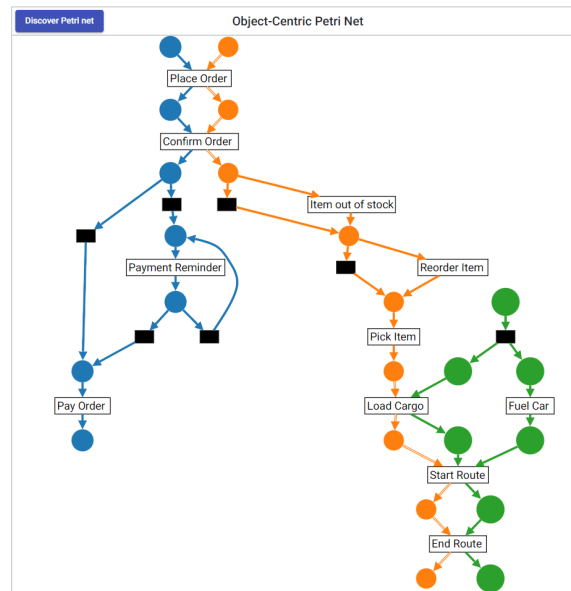 Discover Petri net
Object-Centric Petri Net
Place Order
Confirm Order
Item out of stock
Payment Reminder
Reorder Item
Pick Item
Pay Order
Load Cargo
Fuel Car
Start Route
End Route